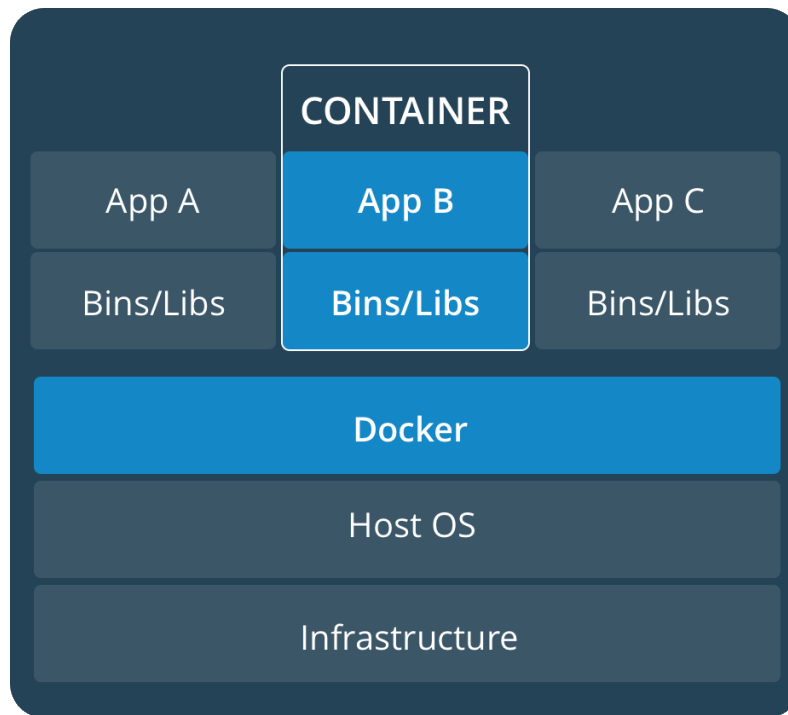 CONTAINER
App A
App B
App C
Bins/Libs
Bins/Libs
Bins/Libs
Docker
Host OS
Infrastructure